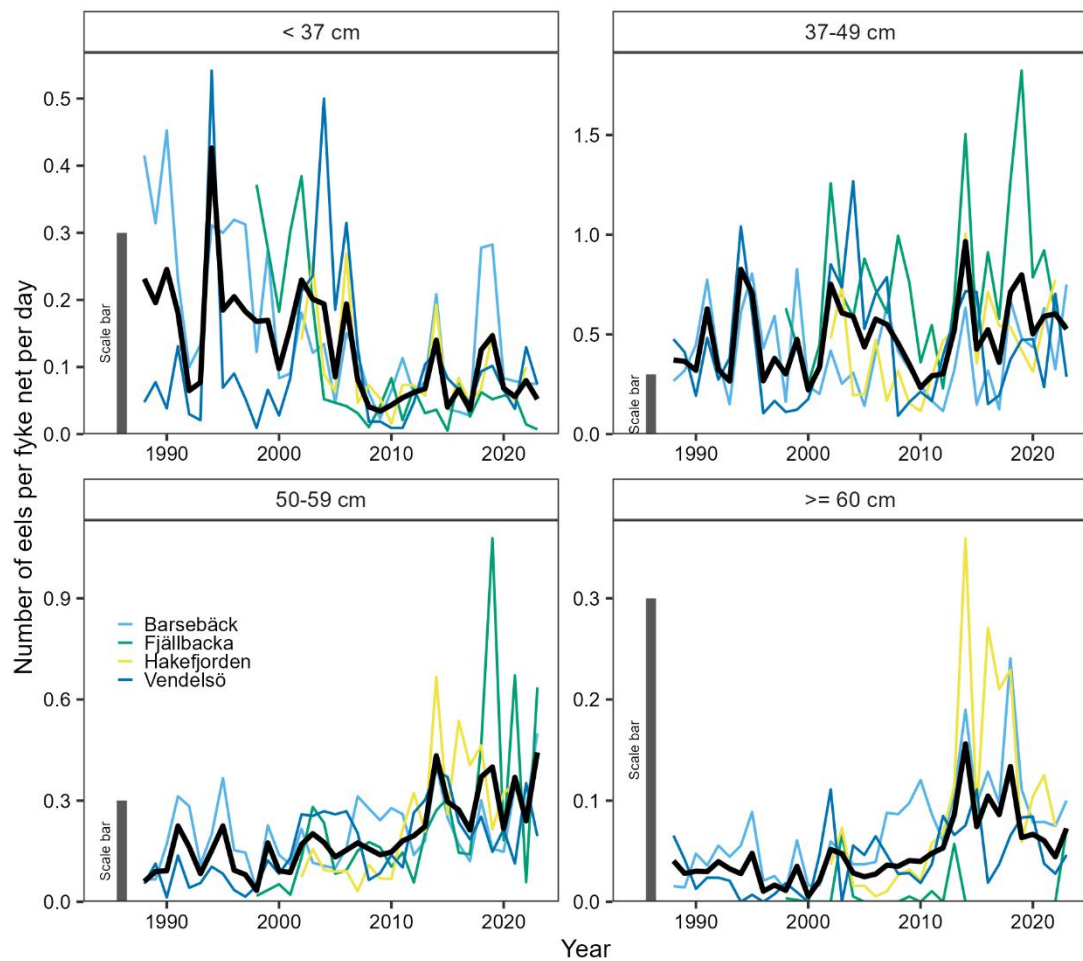 < 37 cm
37-49 cm
Number of eels per fyke net per day
0.5
0.4
0.3
0.2
0.1
0.0
Scale bar
1990
2000
2010
2020
1.5
1.0
0.5
0.0
Scale bar
1990
2000
2010
2020
50-59 cm
>= 60 cm
0.9
0.6
0.3
0.0
Barsebäck
Fjällbacka
Hakefjorden
Vendelsö
Scale bar
1990
2000
2010
2020
0.3
0.2
0.1
0.0
Scale bar
1990
2000
2010
2020
Year